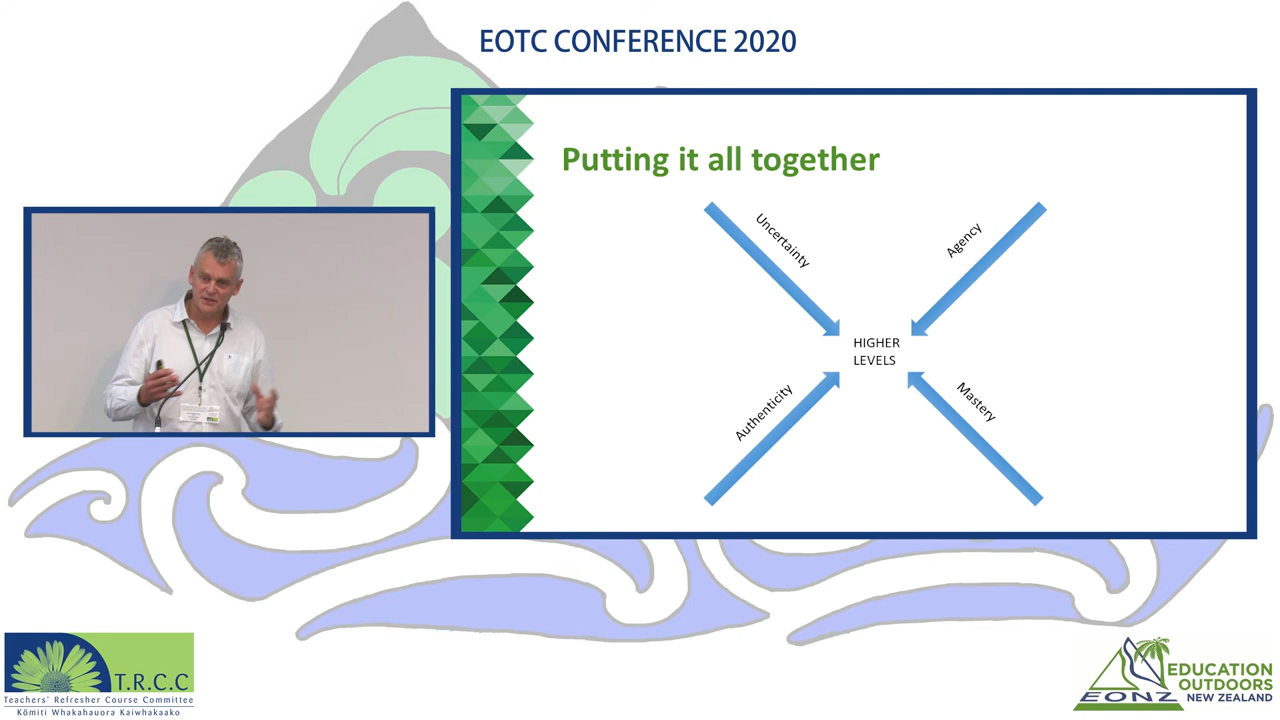 EOTC CONFERENCE 2020
Putting it all together
Uncertainty
Agency
HIGHER
LEVELS
Authenticity
Mastery
T.R.C.C
Teachers' Refresher Course Committee
Kōmiti Whakahauora Kaiwhakaako
EONZ
EDUCATION
OUTDOORS
NEW ZEALAND